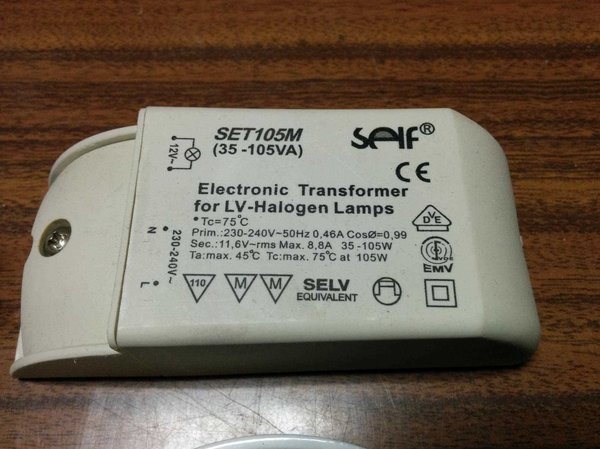 SET105M
(35-105VA)
Self®
CE
12V~
Electronic Transformer
for LV-Halogen Lamps
Tc=75°C
Prim.:230-240V~50Hz 0,46A CosØ=0,99
Sec.:11,6V~rms Max. 8,8A 35-105W
Ta:max. 45°C Tc:max. 75°C at 105W
N
230-240V~
L
DVE
VDE
EMV
110
M
M
SELV
EQUIVALENT